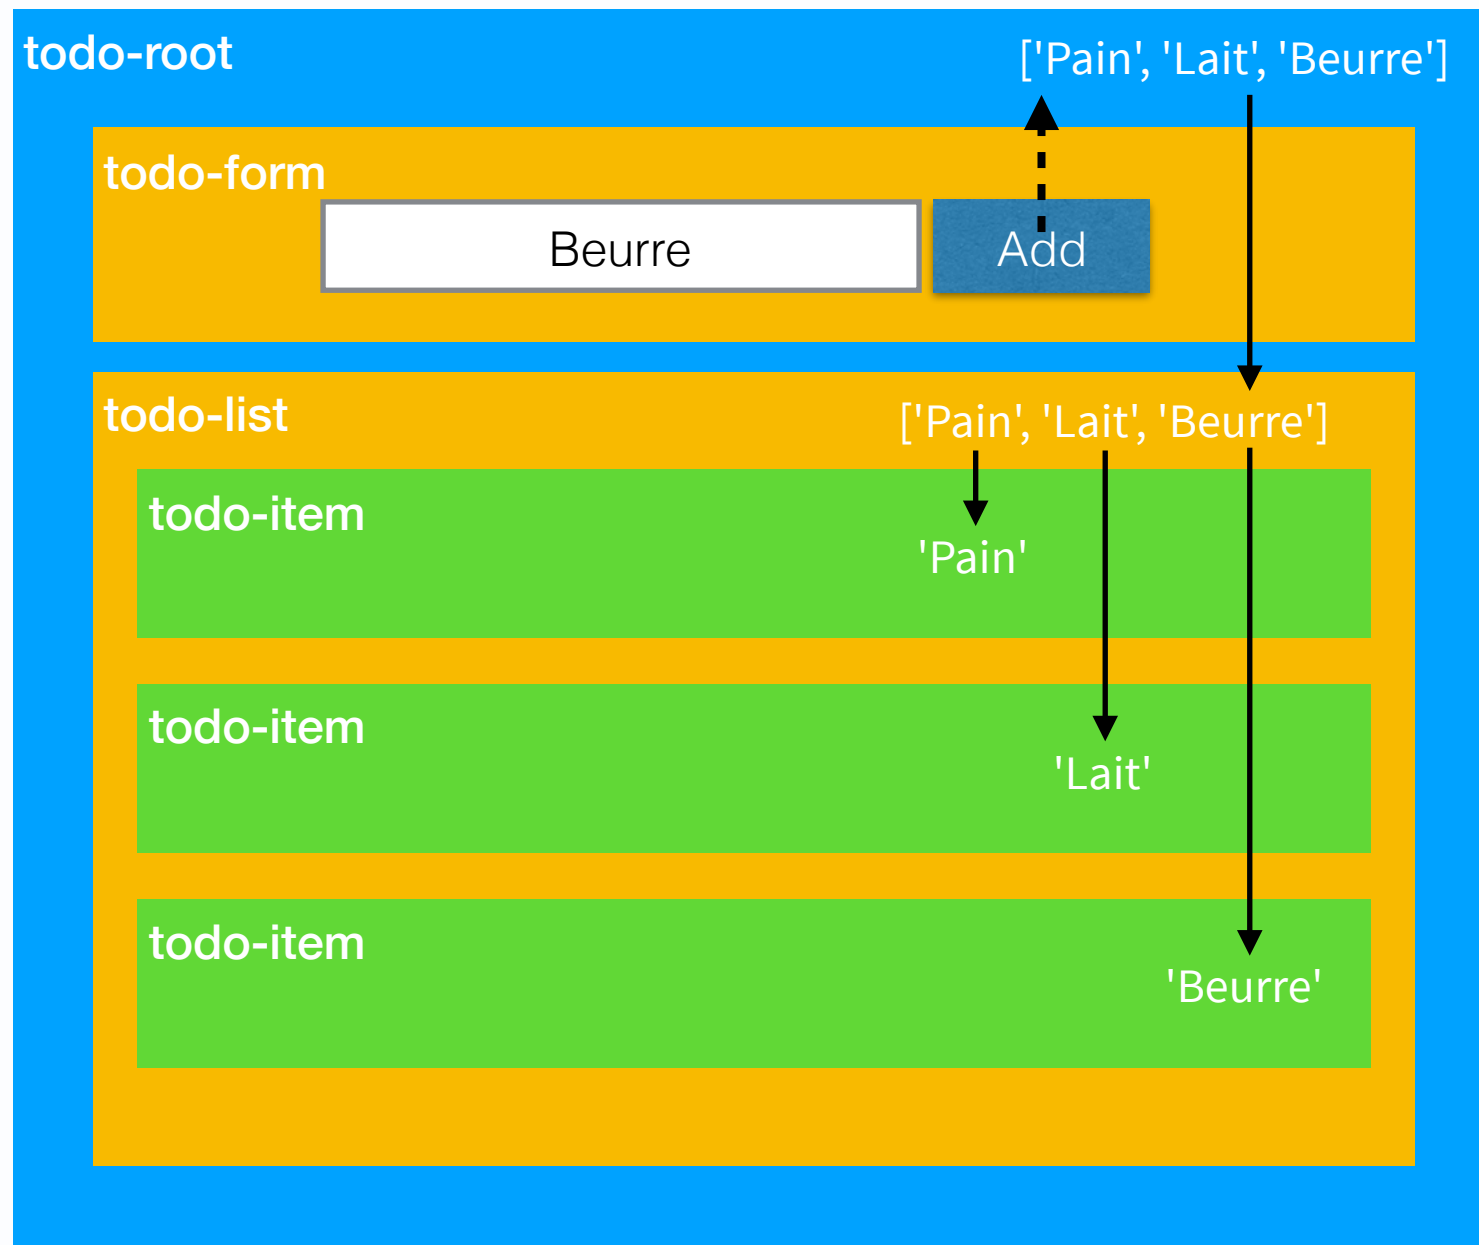 todo-root
['Pain', 'Lait', 'Beurre']
todo-form
Beurre
Add
todo-list
['Pain', 'Lait', 'Beurre']
todo-item
'Pain'
todo-item
'Lait'
todo-item
'Beurre'